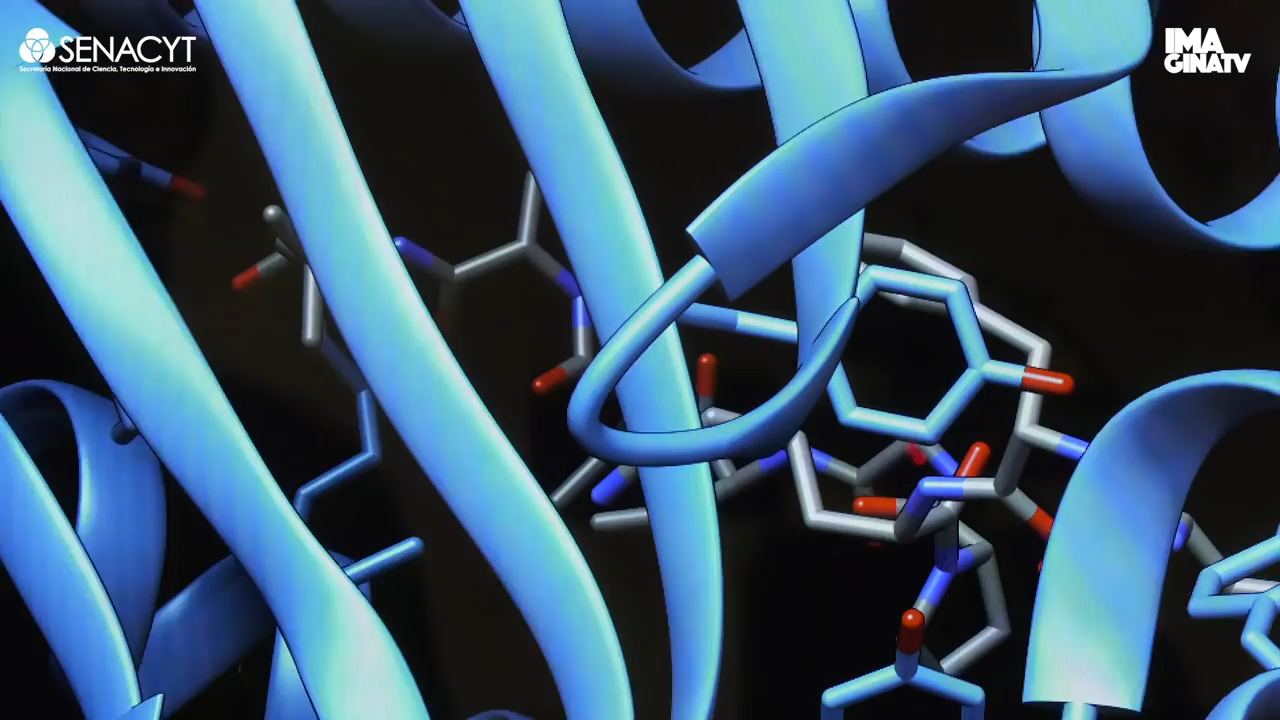 SENACYT
Secretaría Nacional de Ciencia, Tecnología e Innovación
IMA
GINATV